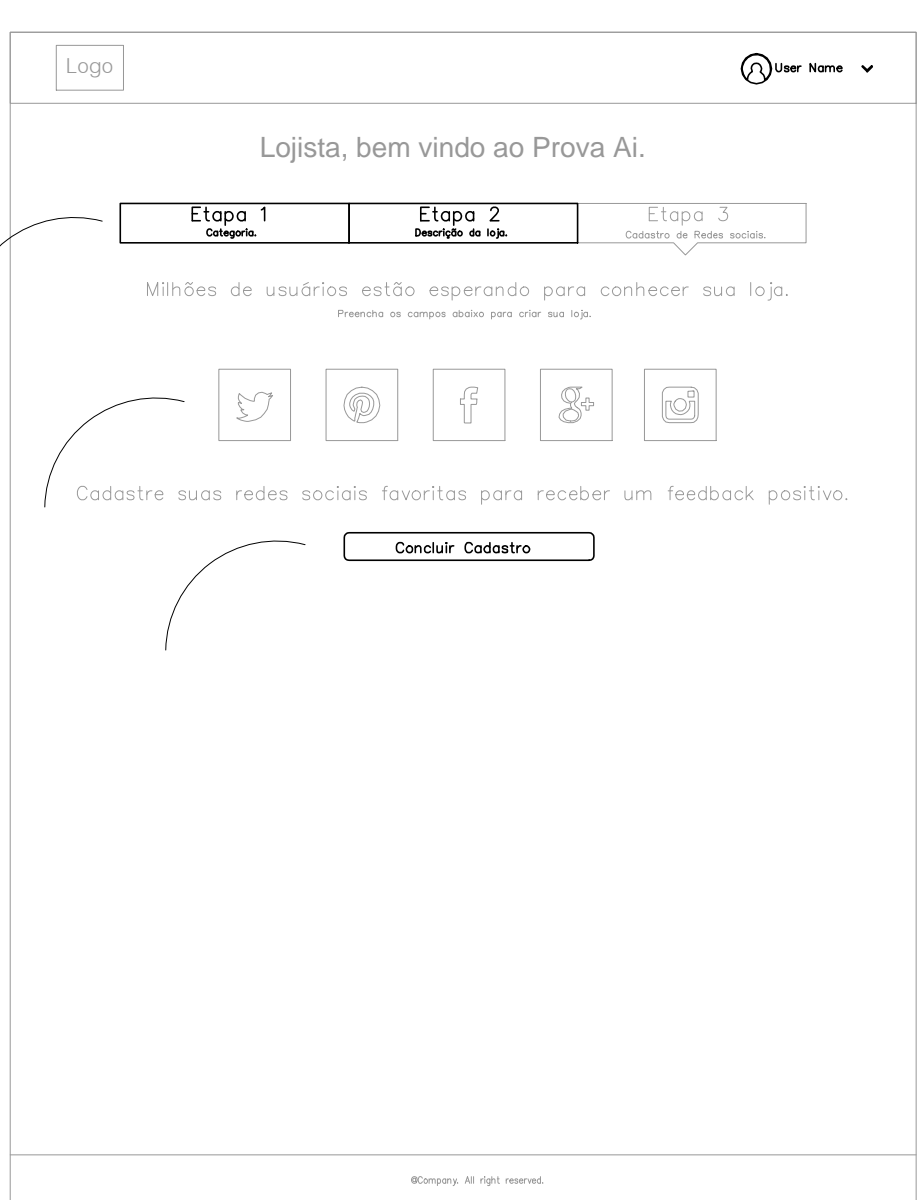 Logo
User Name
Lojista, bem vindo ao Prova Ai.
Etapa 1
Categoria.
Etapa 2
Descrição da loja.
Etapa 3
Cadastro de Redes sociais.
Milhões de usuários estão esperando para conhecer sua loja.
Preencha os campos abaixo para criar sua loja.
Cadastre suas redes sociais favoritas para receber um feedback positivo.
Concluir Cadastro
@Company. All right reserved.